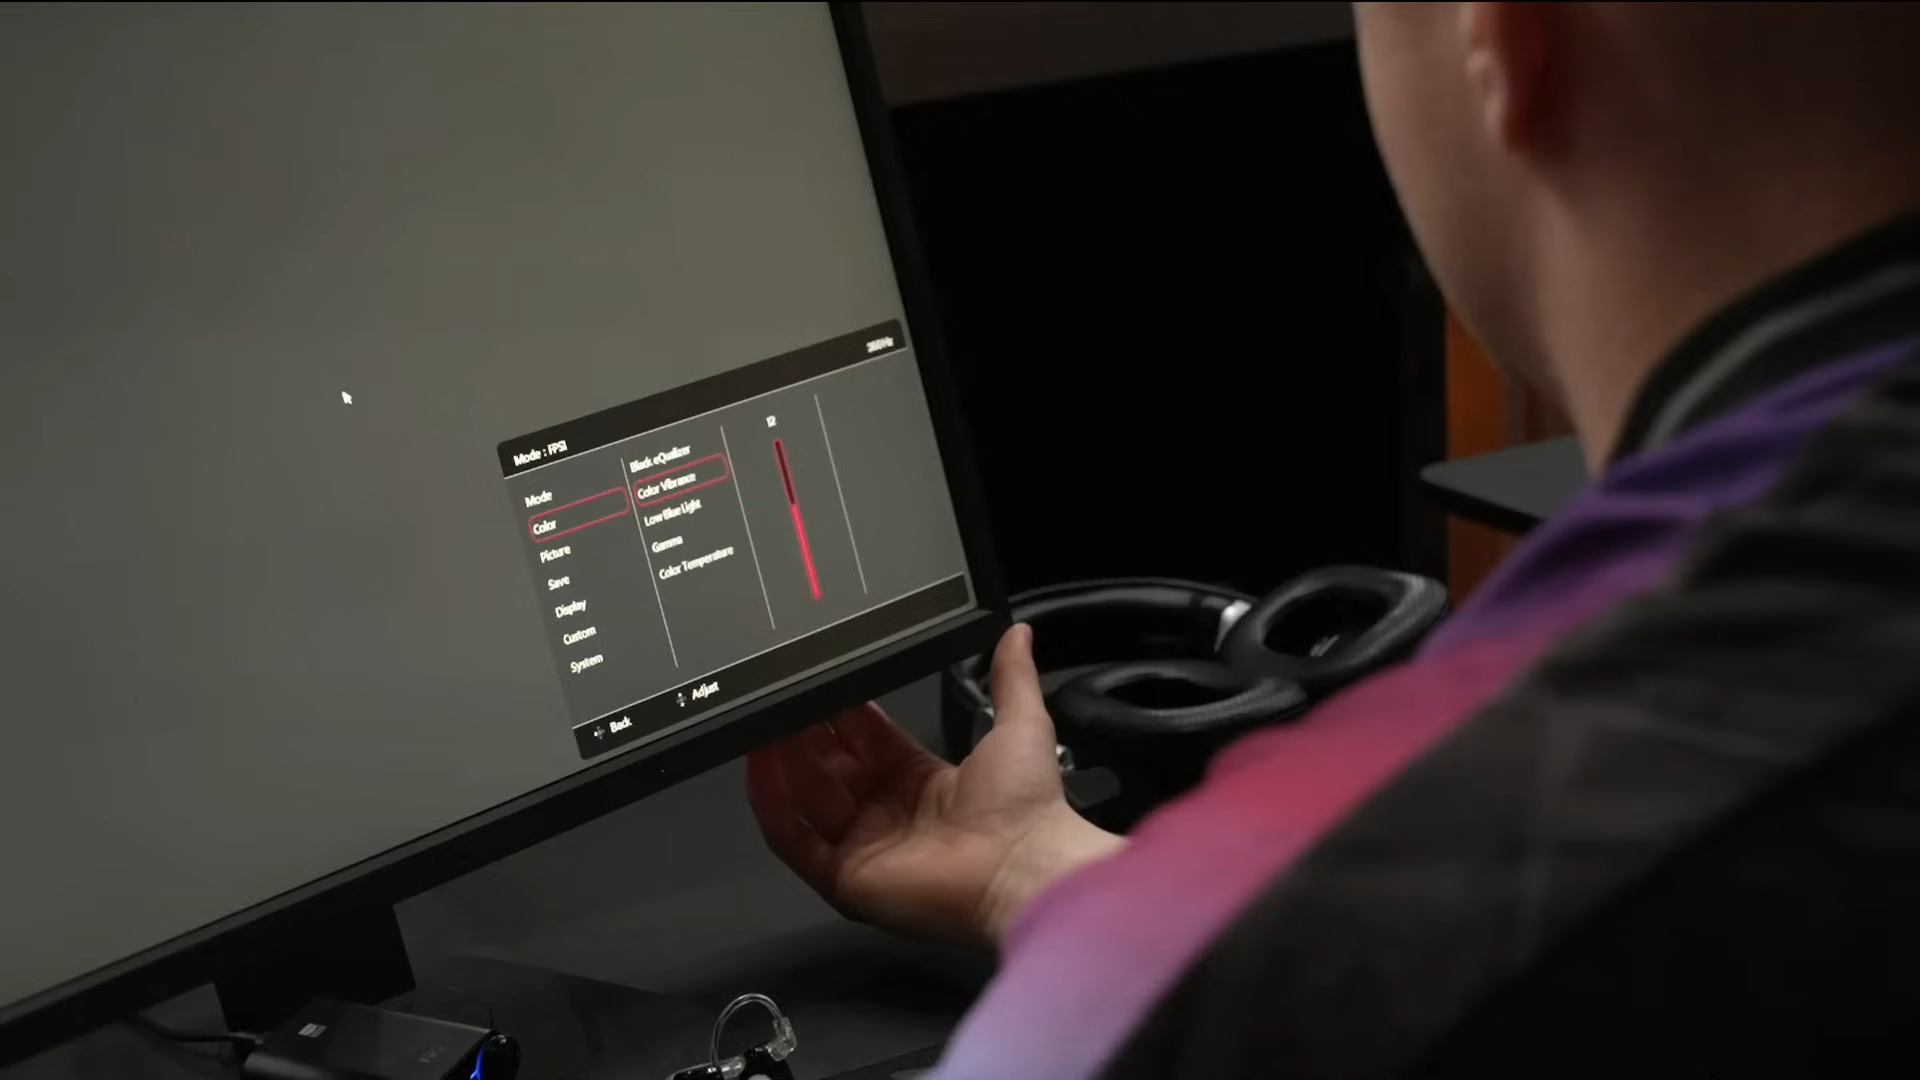 360Hz
Mode : FPS1
Mode
Color
Picture
Save
Display
Custom
System
Black eQualizer
Color Vibrance
Low Blue Light
Gamma
Color Temperature
12
Back
Adjust